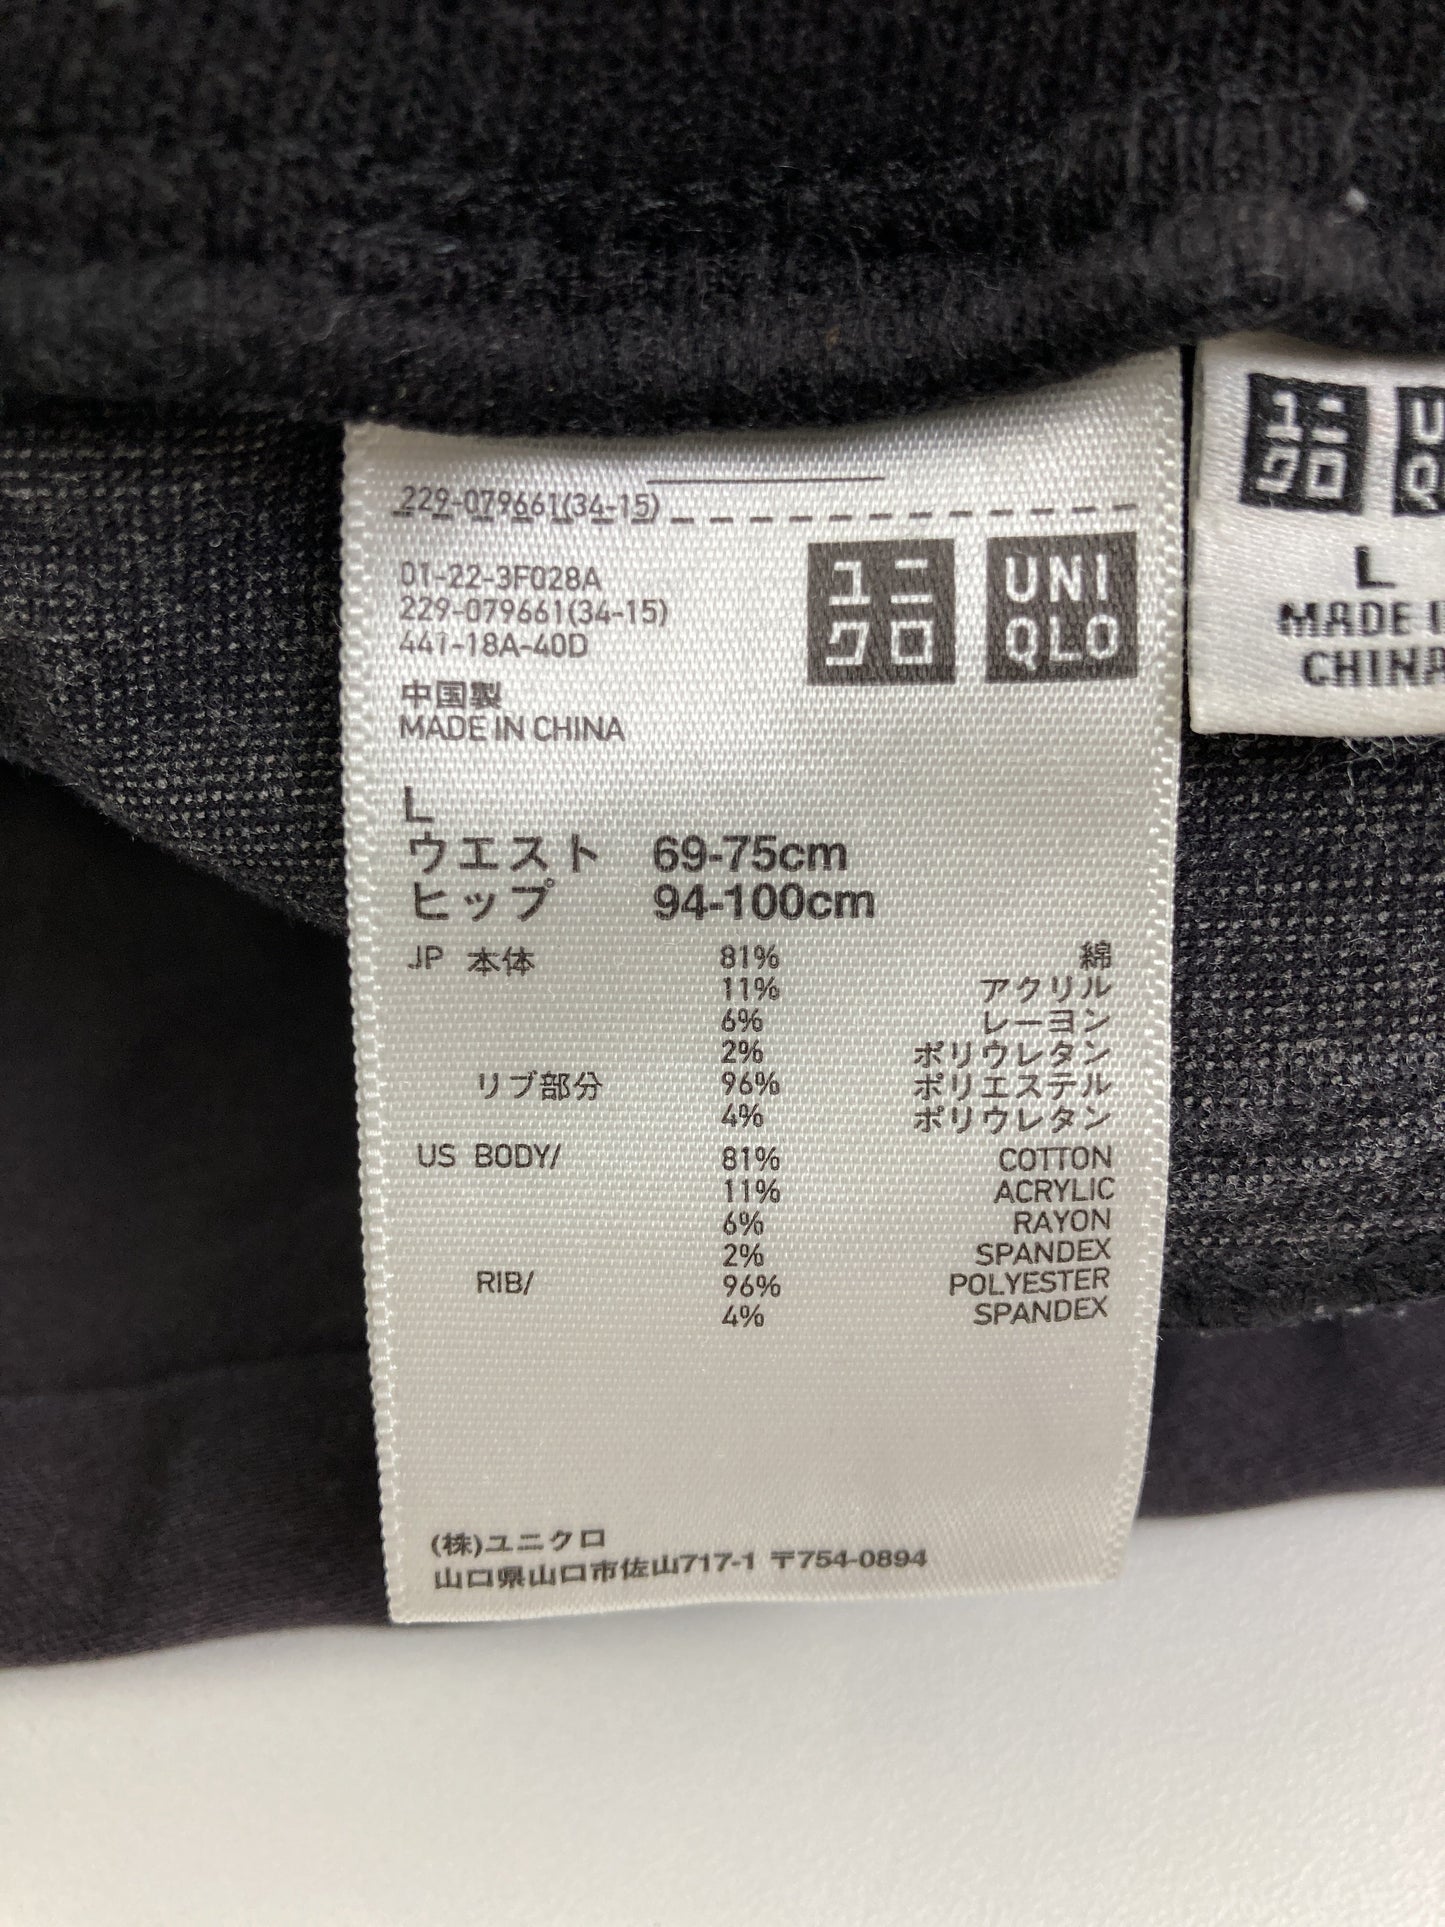 229-079661(34-15)
01-22-3F028A
229-079661(34-15)
441-18A-40D
ユニクロ
UNIQLO
中国製
MADE IN CHINA
L
ウエスト 69-75cm
ヒップ 94-100cm
JP 本体 81% 綿
11% アクリル
6% レーヨン
2% ポリウレタン
リブ部分 96% ポリエステル
4% ポリウレタン
US BODY/ 81% COTTON
11% ACRYLIC
6% RAYON
2% SPANDEX
RIB/ 96% POLYESTER
4% SPANDEX
(株)ユニクロ
山口県山口市佐山717-1 〒754-0894
ユニクロ
L
MADE
CHINA